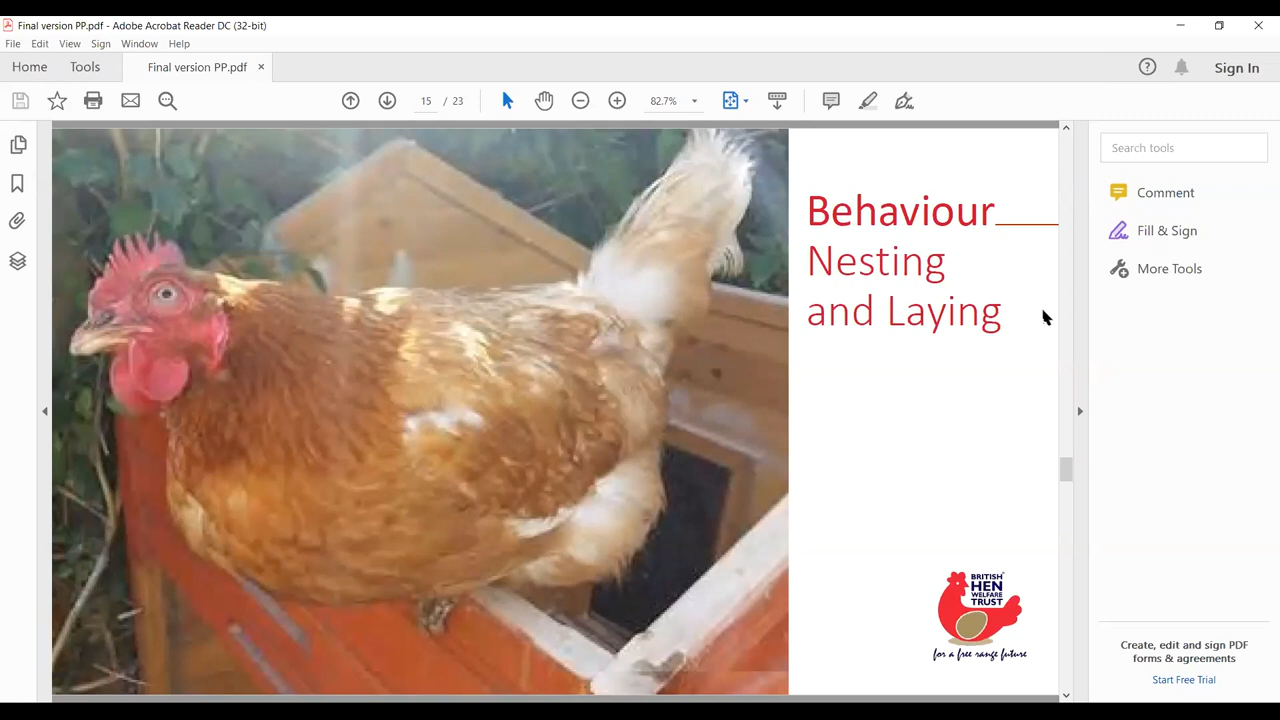 Final version PP.pdf - Adobe Acrobat Reader DC (32-bit)
File Edit View Sign Window Help
Home Tools Final version PP.pdf × Sign In
15 / 23 82.7%
Search tools
Comment
Fill & Sign
More Tools
Behaviour
Nesting
and Laying
BRITISH
HEN
WELFARE
TRUST
for a free range future
Create, edit and sign PDF
forms & agreements
Start Free Trial